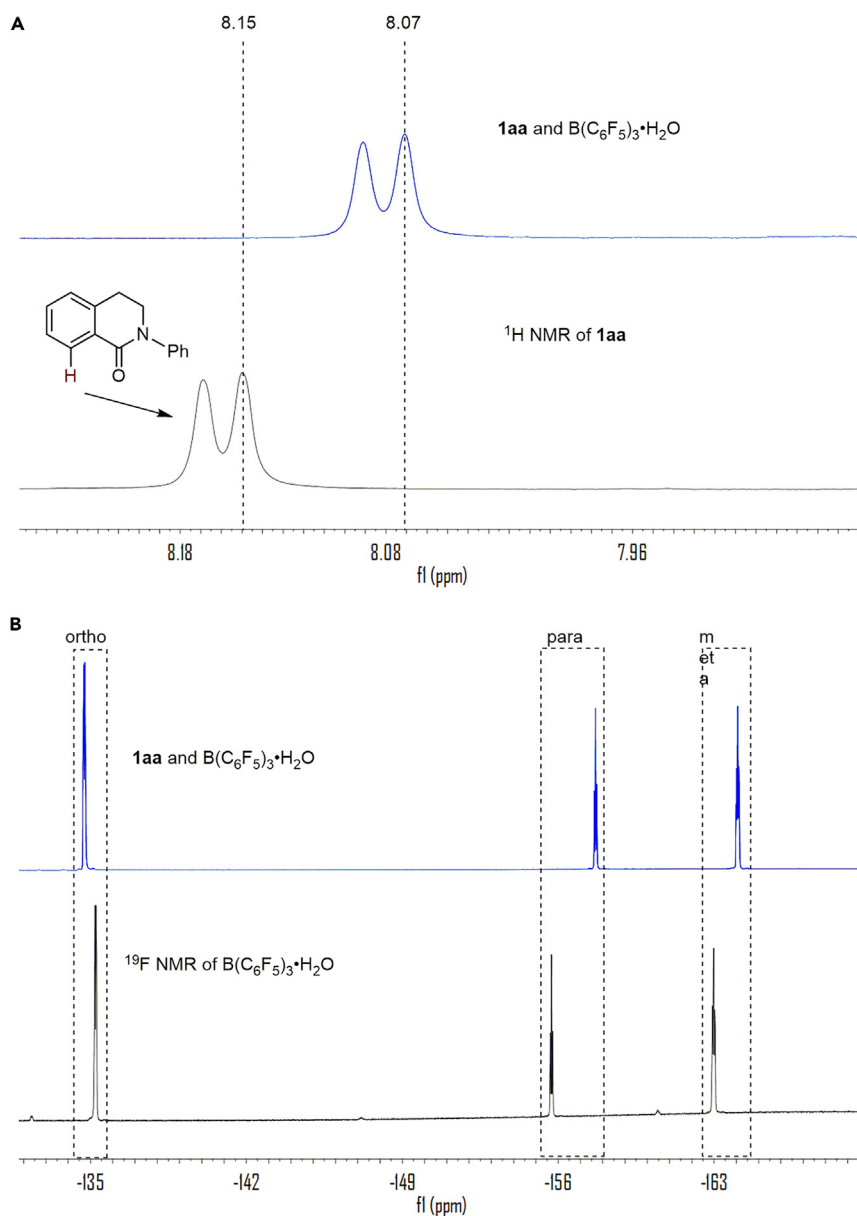 A
8.15 8.07
1aa and B(C₆F₅)₃•H₂O
N
Ph
H
O
¹H NMR of 1aa
8.18 8.08 7.96
f1 (ppm)
B
ortho para m
et
a
1aa and B(C₆F₅)₃•H₂O
¹⁹F NMR of B(C₆F₅)₃•H₂O
-135 -142 -149 -156 -163
f1 (ppm)